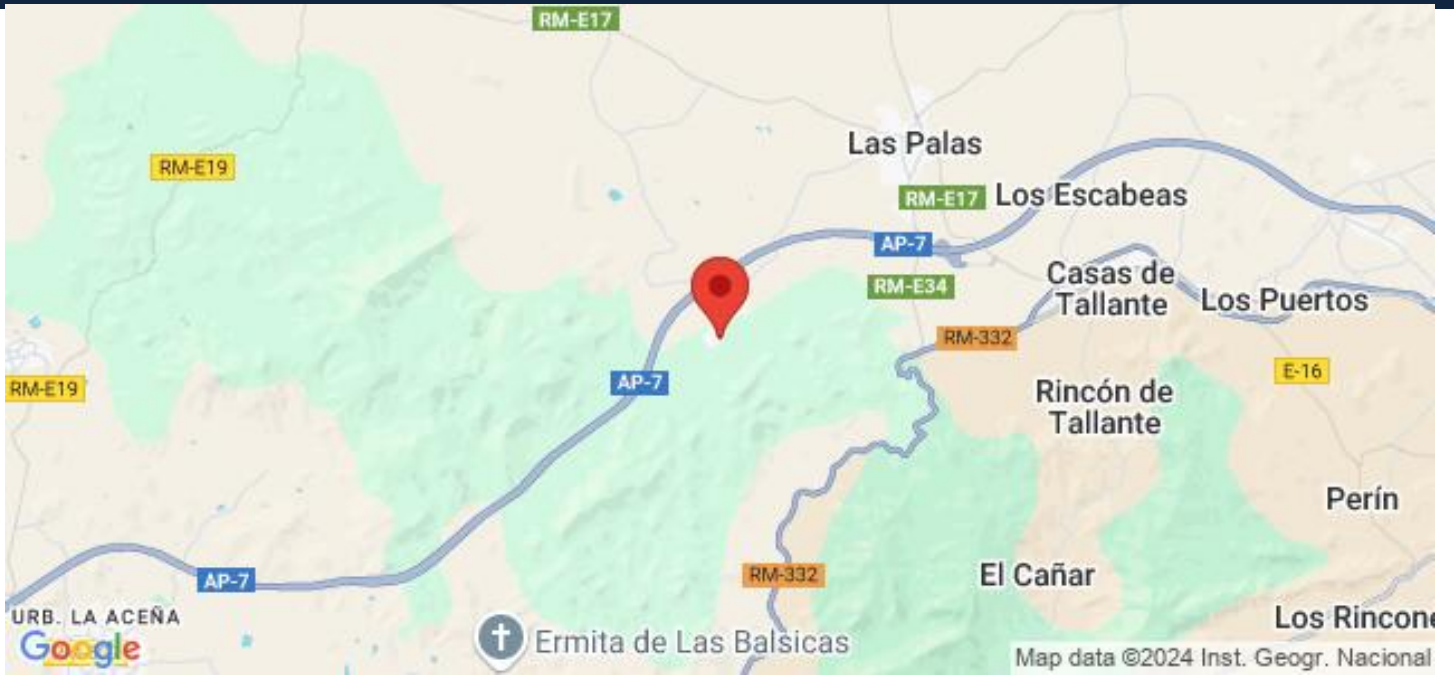 RM-E17
Las Palas
RM-E19
RM-E17
Los Escabeas
AP-7
Casas de
Tallante
RM-E34
Los Puertos
RM-332
E-16
AP-7
RM-E19
Rincón de
Tallante
Perín
AP-7
RM-332
El Cañar
URB. LA ACEÑA
Los Rincone
Google
Ermita de Las Balsicas
Map data ©2024 Inst. Geogr. Nacional